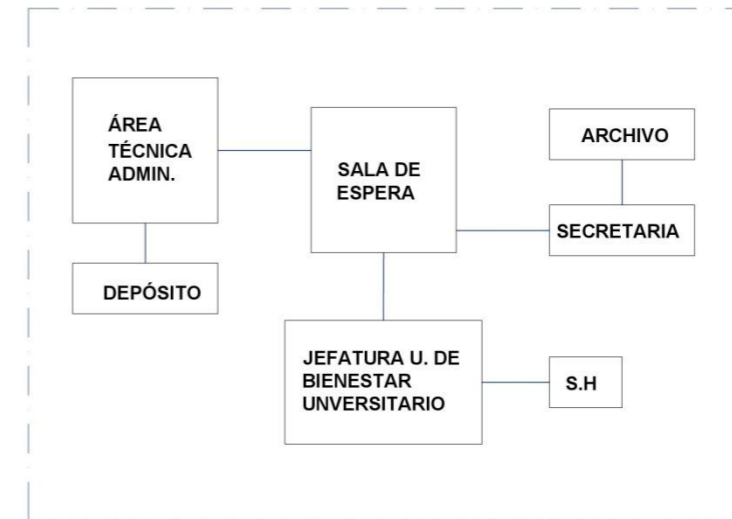 ÁREA
TÉCNICA
ADMIN.
SALA DE
ESPERA
ARCHIVO
SECRETARIA
DEPÓSITO
JEFATURA U. DE
BIENESTAR
UNVERSITARIO
S.H